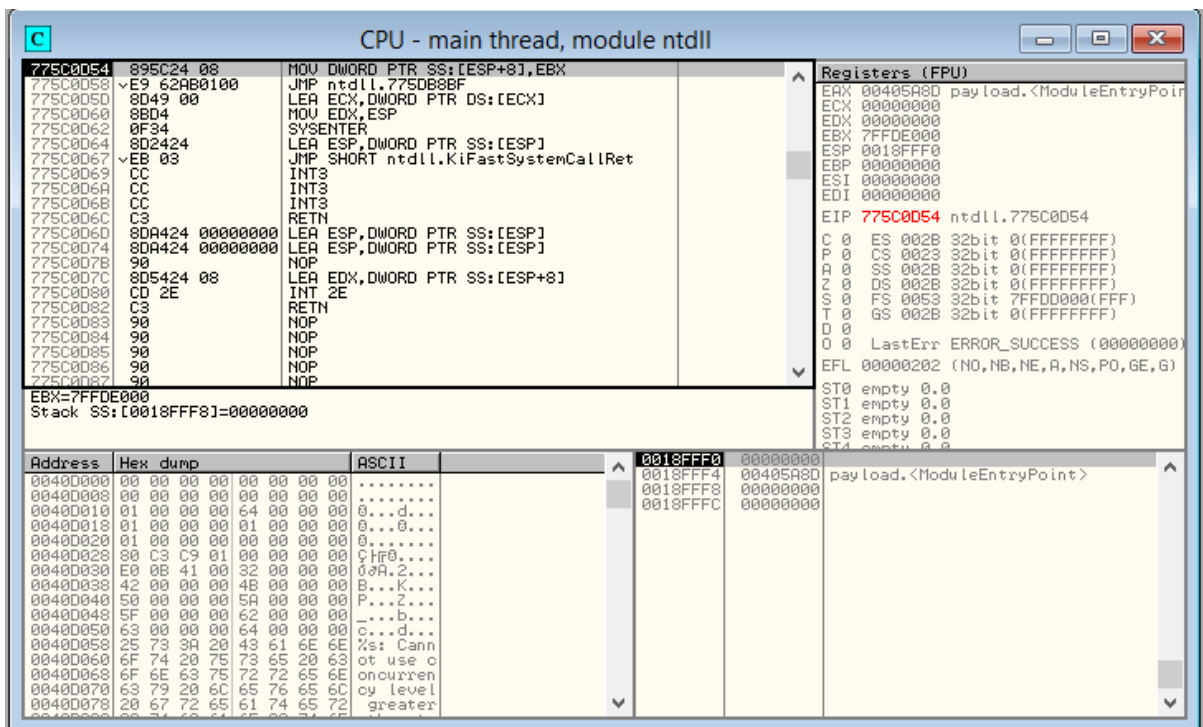 C CPU - main thread, module ntdll
775C0D54 895C24 08 MOV DWORD PTR SS:[ESP+8],EBX
775C0D58 E9 62AB0100 JMP ntdll.775DB8BF
775C0D5D 8D49 00 LEA ECX,DWORD PTR DS:[ECX]
775C0D60 8BD4 MOV EDX,ESP
775C0D62 0F34 SYSENTER
775C0D64 8D2424 LEA ESP,DWORD PTR SS:[ESP]
775C0D67 EB 03 JMP SHORT ntdll.KiFastSystemCallRet
775C0D69 CC INT3
775C0D6A CC INT3
775C0D6B CC INT3
775C0D6C C3 RETN
775C0D6D 8DA424 00000000 LEA ESP,DWORD PTR SS:[ESP]
775C0D74 8DA424 00000000 LEA ESP,DWORD PTR SS:[ESP]
775C0D7B 90 NOP
775C0D7C 8D5424 08 LEA EDX,DWORD PTR SS:[ESP+8]
775C0D80 CD 2E INT 2E
775C0D82 C3 RETN
775C0D83 90 NOP
775C0D84 90 NOP
775C0D85 90 NOP
775C0D86 90 NOP
775C0D87 90 NOP
EBX=7FFDE000
Stack SS:[0018FFF8]=00000000
Registers (FPU)
EAX 00405A8D payload.<ModuleEntryPoin
ECX 00000000
EDX 00000000
EBX 7FFDE000
ESP 0018FFF0
EBP 00000000
ESI 00000000
EDI 00000000
EIP 775C0D54 ntdll.775C0D54
C 0 ES 002B 32bit 0(FFFFFFFF)
P 0 CS 0023 32bit 0(FFFFFFFF)
A 0 SS 002B 32bit 0(FFFFFFFF)
Z 0 DS 002B 32bit 0(FFFFFFFF)
S 0 FS 0053 32bit 7FFDD000(FFF)
T 0 GS 002B 32bit 0(FFFFFFFF)
D 0
O 0 LastErr ERROR_SUCCESS (00000000)
EFL 00000202 (NO,NB,NE,A,NS,PO,GE,G)
ST0 empty 0.0
ST1 empty 0.0
ST2 empty 0.0
ST3 empty 0.0
ST4 empty 0.0
Address Hex dump ASCII
0040D000 00 00 00 00 00 00 00 00 ........
0040D008 00 00 00 00 00 00 00 00 ........
0040D010 01 00 00 00 64 00 00 00 ☺...d...
0040D018 01 00 00 00 01 00 00 00 ☺...☺...
0040D020 01 00 00 00 00 00 00 00 ☺.......
0040D028 80 C3 C9 01 00 00 00 00 Ç├╔☺....
0040D030 E0 0B 41 00 32 00 00 00 ó♂A.2...
0040D038 42 00 00 00 4B 00 00 00 B...K...
0040D040 50 00 00 00 5A 00 00 00 P...Z...
0040D048 5F 00 00 00 62 00 00 00 _...b...
0040D050 63 00 00 00 64 00 00 00 c...d...
0040D058 25 73 3A 20 43 61 6E 6E %s: Cann
0040D060 6F 74 20 75 73 65 20 63 ot use c
0040D068 6F 6E 63 75 72 72 65 6E oncurren
0040D070 63 79 20 6C 65 76 65 6C cy level
0040D078 20 67 72 65 61 74 65 72 greater
0018FFF0 00000000
0018FFF4 00405A8D payload.<ModuleEntryPoint>
0018FFF8 00000000
0018FFFC 00000000